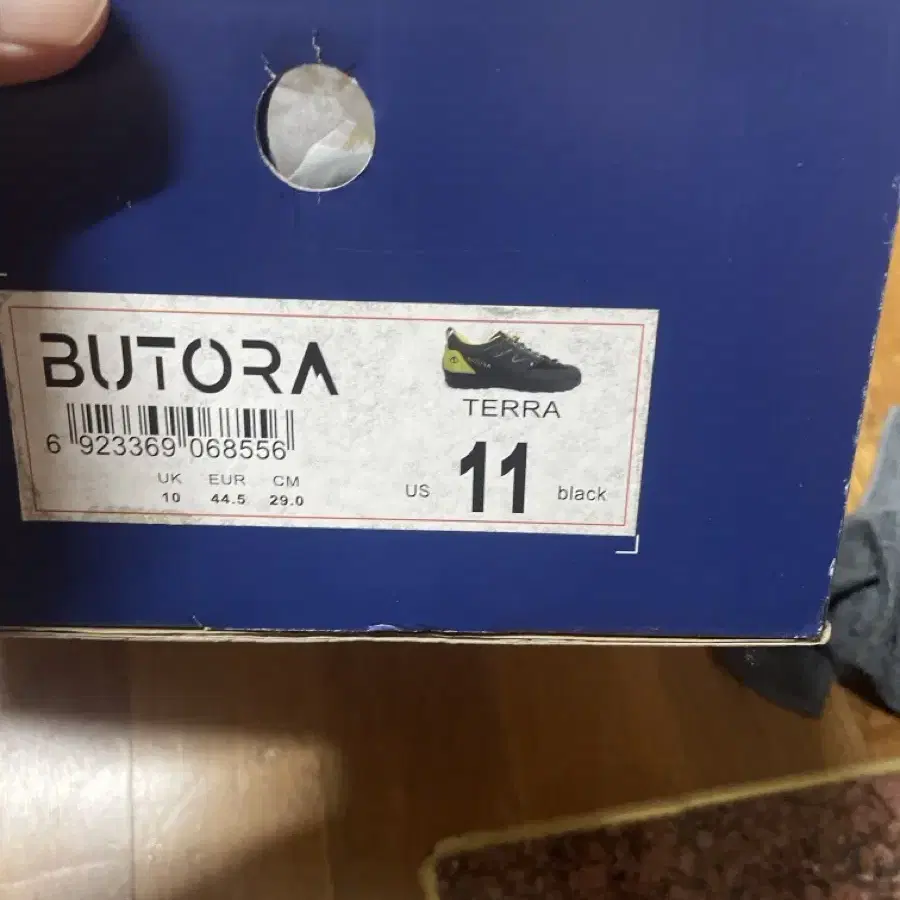 BUTORA
6 923369 068556
UK EUR CM
10 44.5 29.0
TERRA
US 11 black